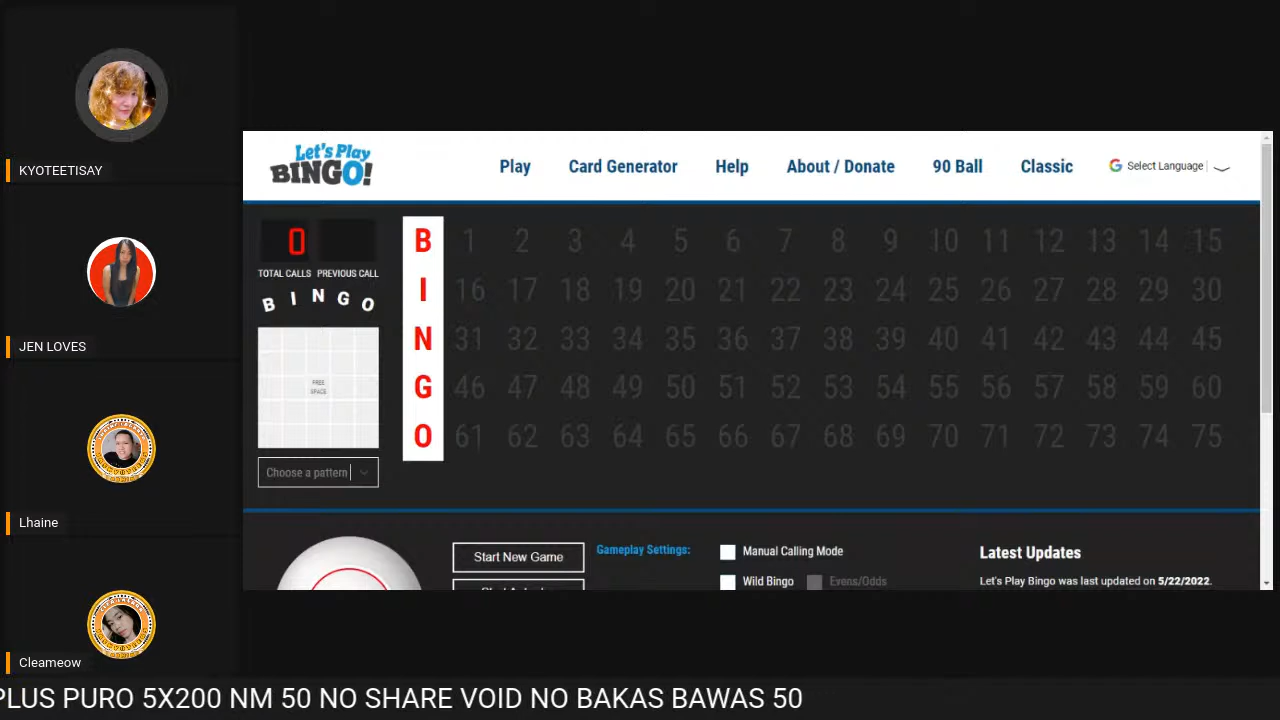 KYOTEETISAY
JEN LOVES
Lhaine
Cleameow
Let's Play
BINGO!
Play Card Generator Help About / Donate 90 Ball Classic Select Language
0
TOTAL CALLS PREVIOUS CALL
B I N G O
FREE
SPACE
Choose a pattern
B 1 2 3 4 5 6 7 8 9 10 11 12 13 14 15
I 16 17 18 19 20 21 22 23 24 25 26 27 28 29 30
N 31 32 33 34 35 36 37 38 39 40 41 42 43 44 45
G 46 47 48 49 50 51 52 53 54 55 56 57 58 59 60
O 61 62 63 64 65 66 67 68 69 70 71 72 73 74 75
Start New Game
Gameplay Settings:
Manual Calling Mode
Wild Bingo Evens/Odds
Latest Updates
Let's Play Bingo was last updated on 5/22/2022.
PLUS PURO 5X200 NM 50 NO SHARE VOID NO BAKAS BAWAS 50